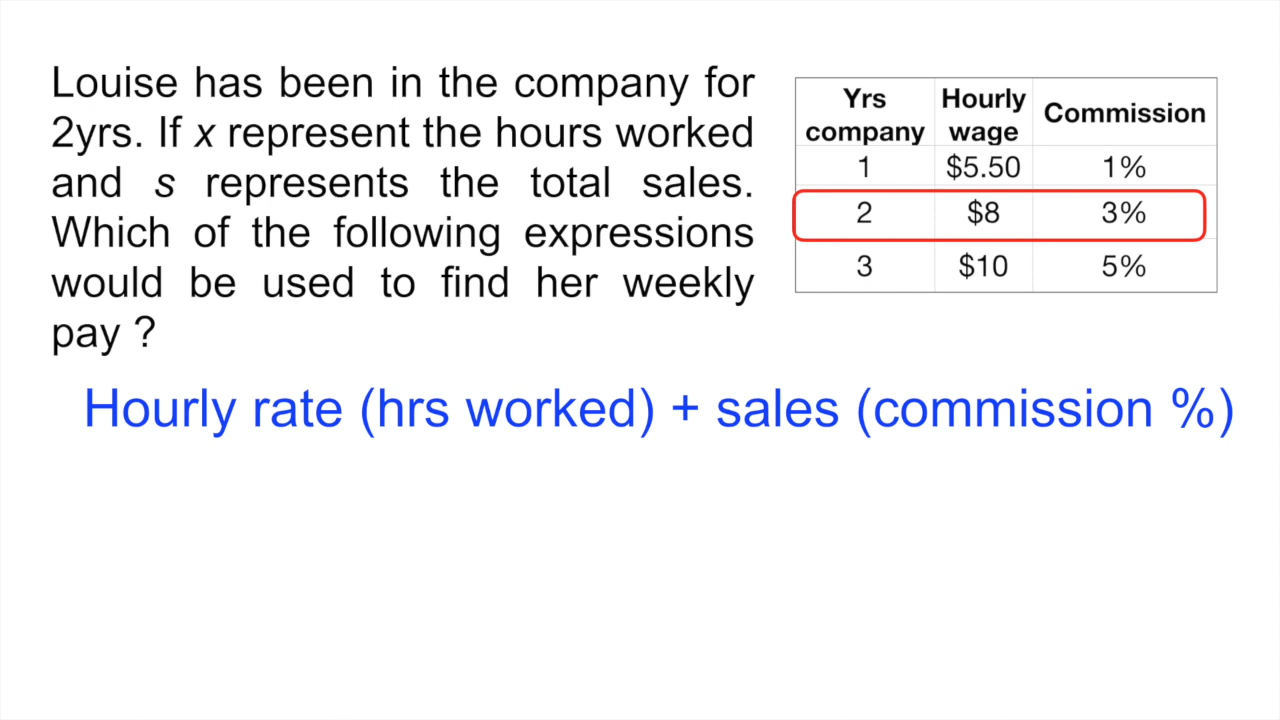 Louise has been in the company for
2yrs. If x represent the hours worked
and s represents the total sales.
Which of the following expressions
would be used to find her weekly
pay ?
Yrs company Hourly wage Commission
1 $5.50 1%
2 $8 3%
3 $10 5%
Hourly rate (hrs worked) + sales (commission %)